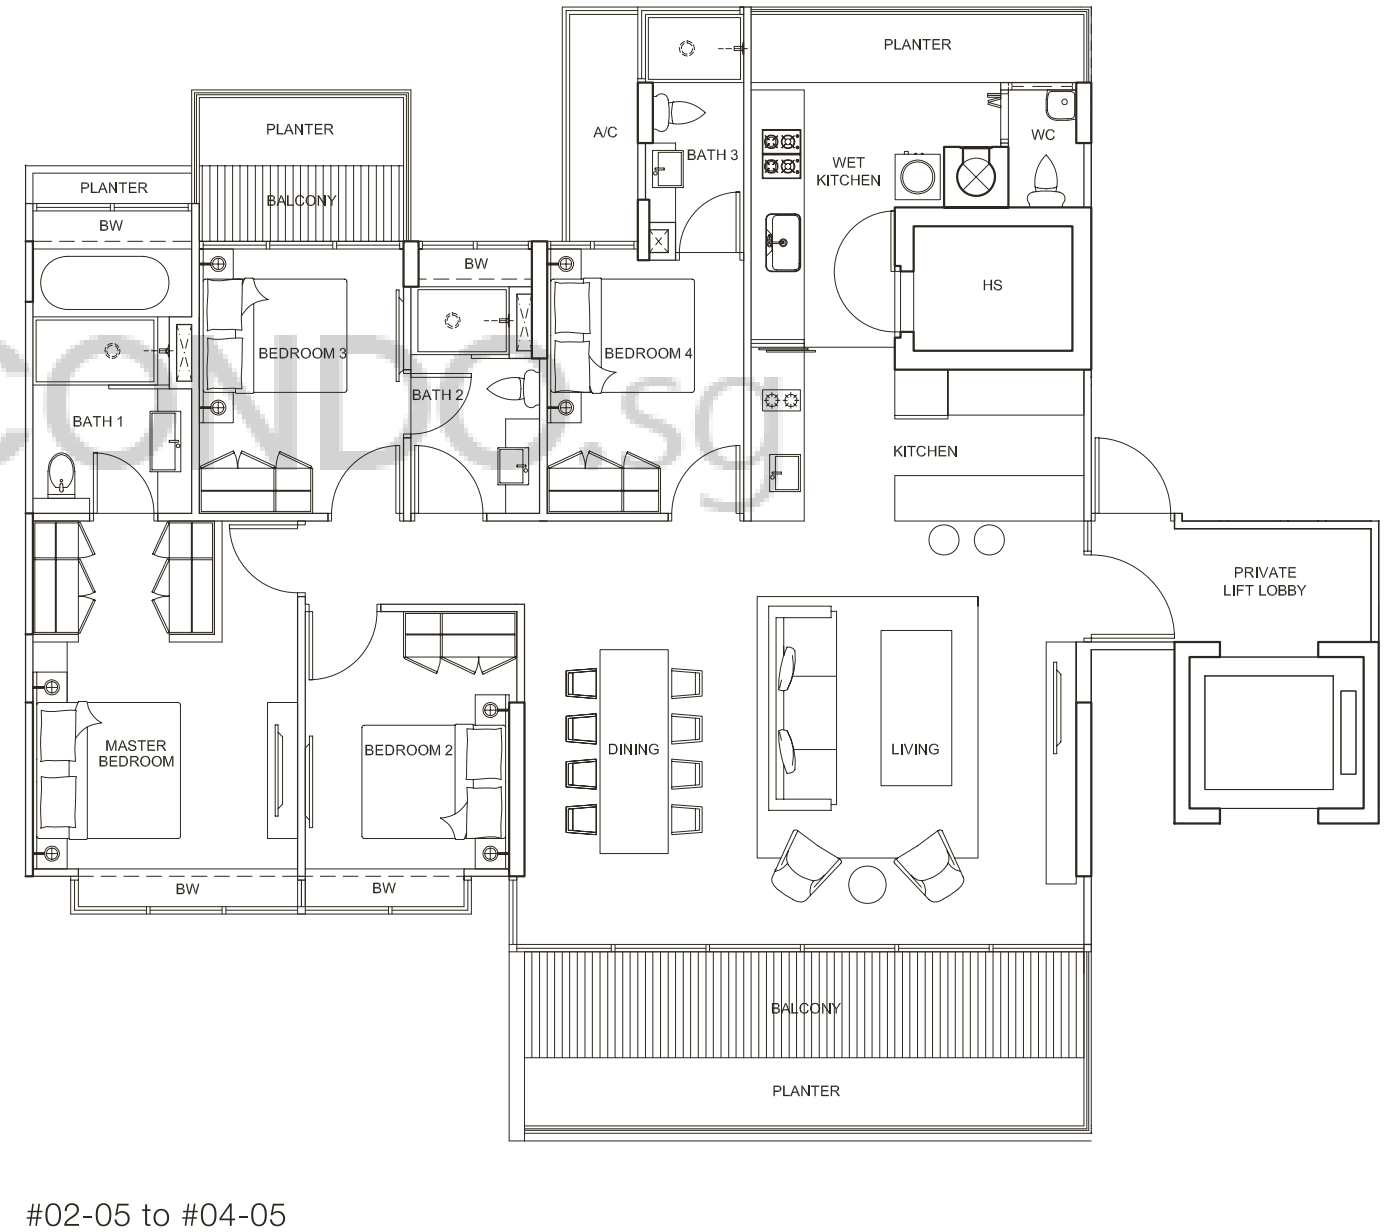 PLANTER
PLANTER
A/C
WC
BATH 3
WET
KITCHEN
PLANTER
BALCONY
BW
BW
HS
BEDROOM 3
BEDROOM 4
CONDO.sg
BATH 2
BATH 1
KITCHEN
PRIVATE
LIFT LOBBY
MASTER
BEDROOM
BEDROOM 2
DINING
LIVING
BW
BW
BALCONY
PLANTER
#02-05 to #04-05